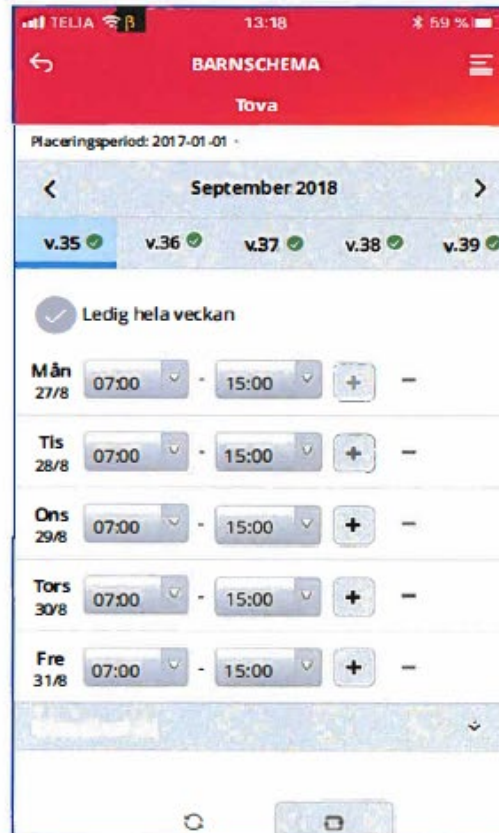 TELIA β 13:18 59 %
BARNSCHEMA
Tova
Placeringsperiod: 2017-01-01 -
September 2018
v.35 v.36 v.37 v.38 v.39
Ledig hela veckan
Mån 07:00 - 15:00 + -
27/8
Tis 07:00 - 15:00 + -
28/8
Ons 07:00 - 15:00 + -
29/8
Tors 07:00 - 15:00 + -
30/8
Fre 07:00 - 15:00 + -
31/8